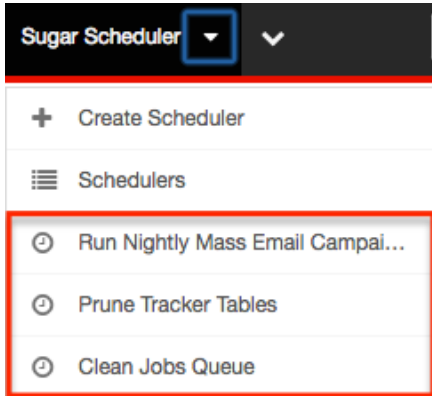 Sugar Scheduler
Create Scheduler
Schedulers
Run Nightly Mass Email Campai...
Prune Tracker Tables
Clean Jobs Queue